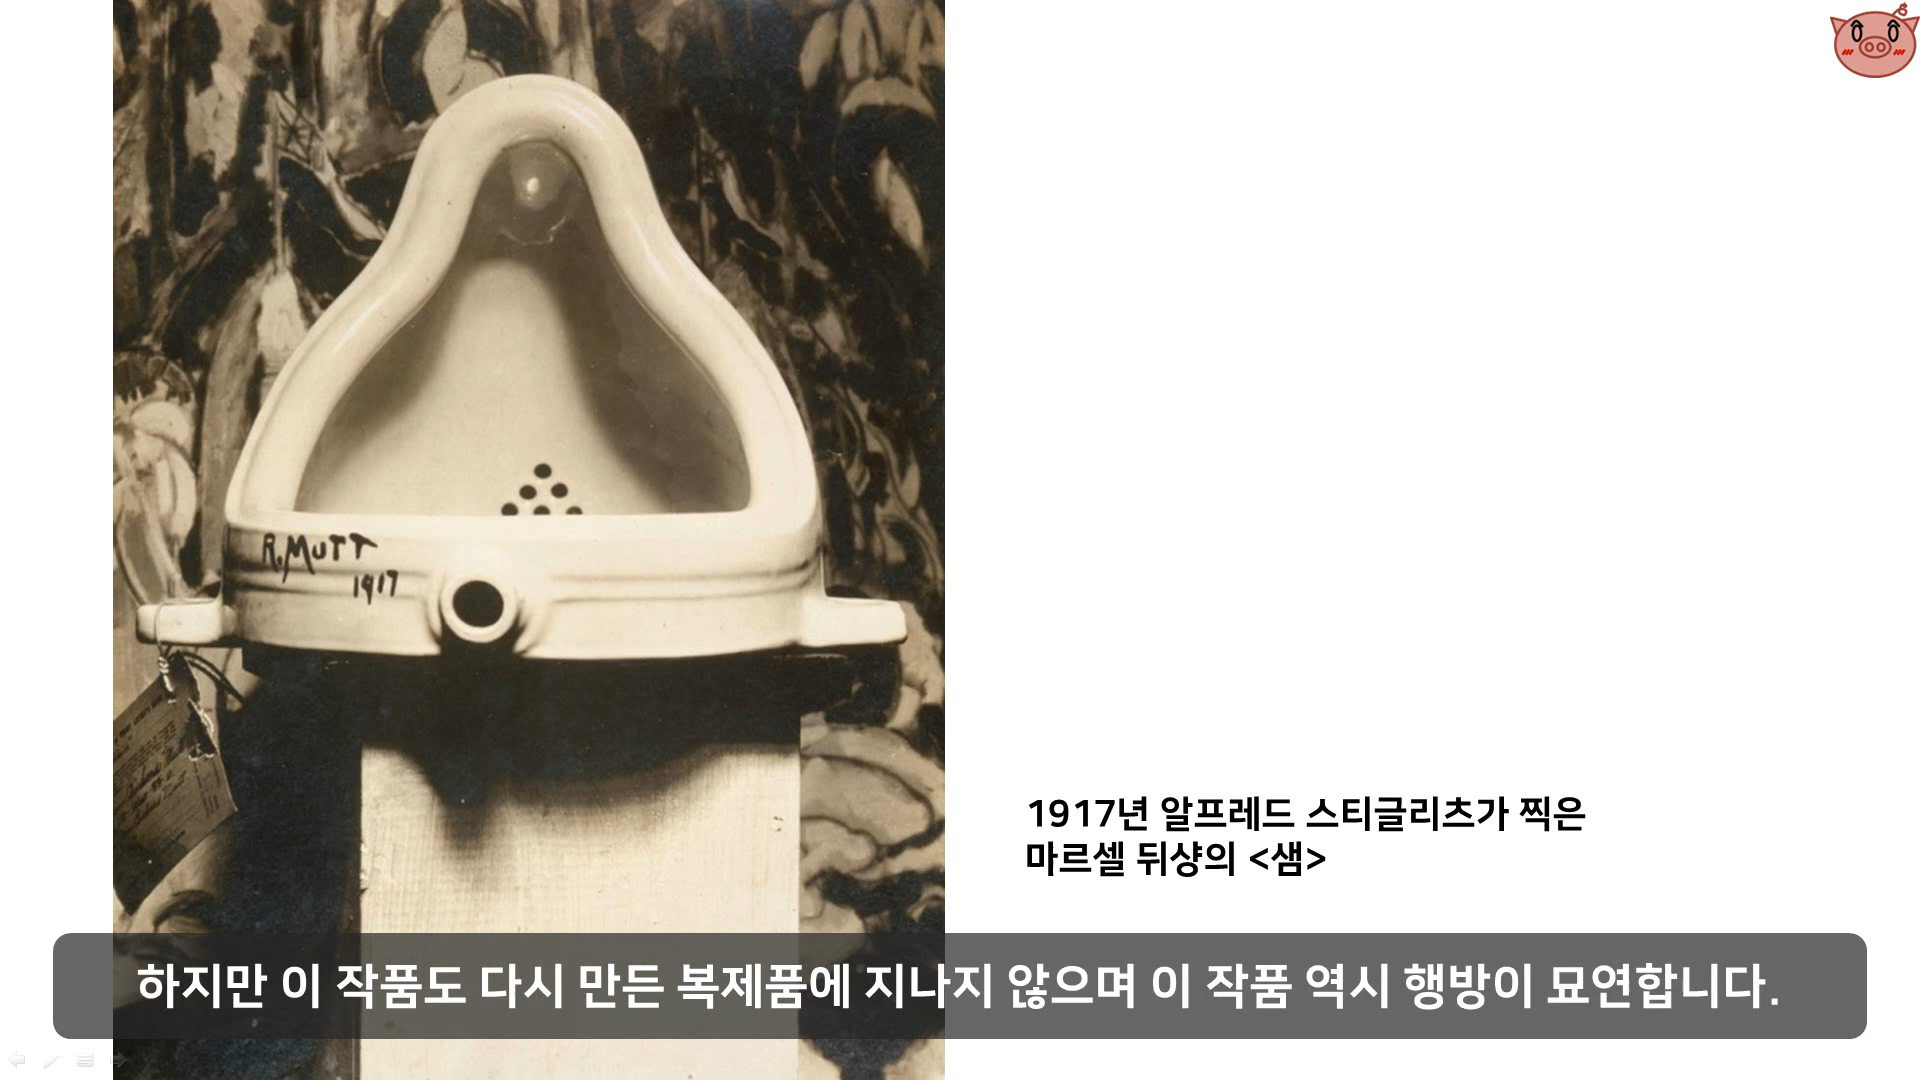 R.MUTT
1917
1917년 알프레드 스티글리츠가 찍은
마르셀 뒤샹의 <샘>
하지만 이 작품도 다시 만든 복제품에 지나지 않으며 이 작품 역시 행방이 묘연합니다.